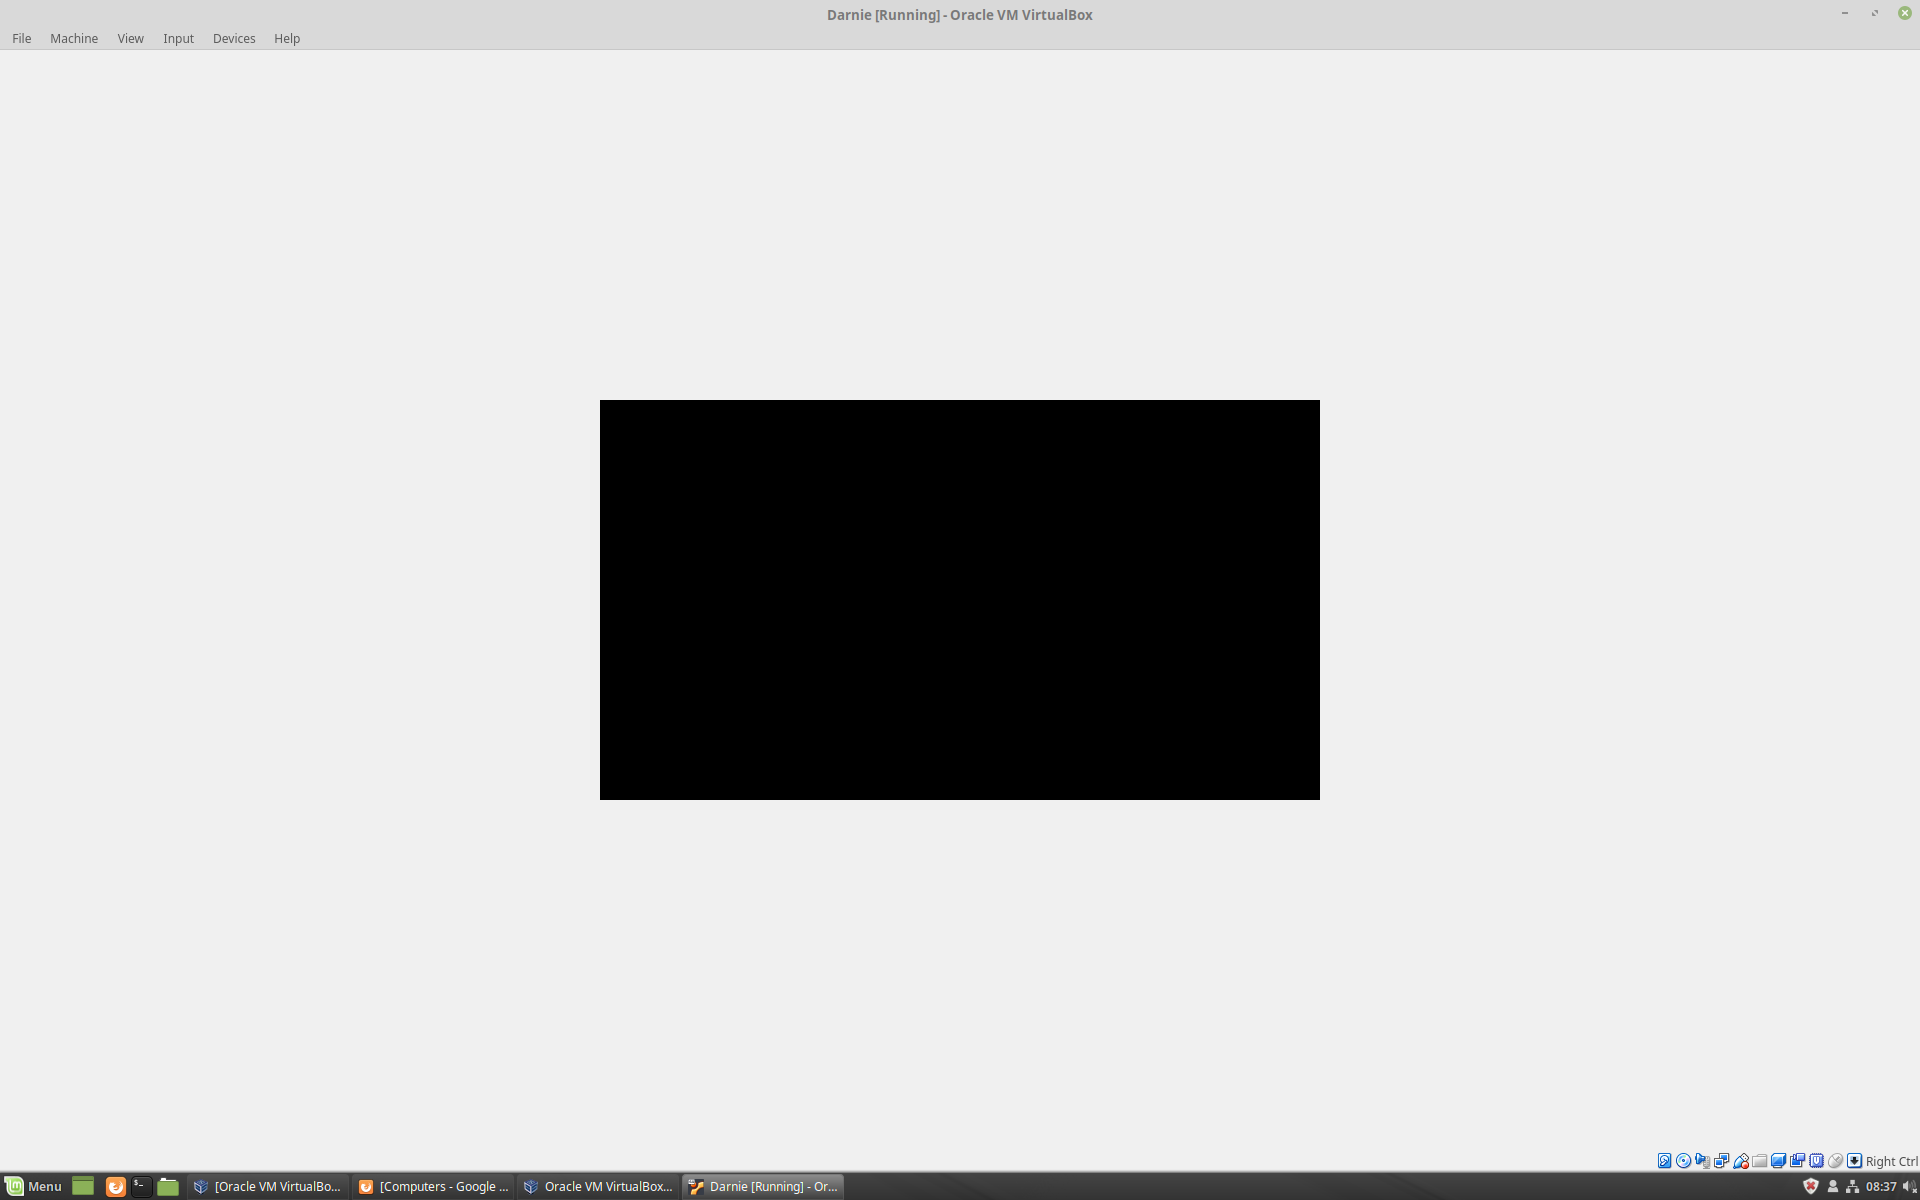 Darnie [Running] - Oracle VM VirtualBox
File Machine View Input Devices Help
Right Ctrl
Menu [Oracle VM VirtualBo... [Computers - Google ... Oracle VM VirtualBox... Darnie [Running] - Or... 08:37